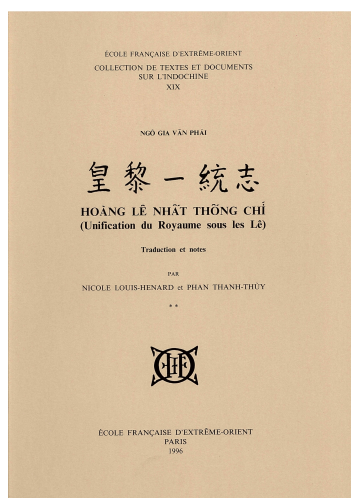 ÉCOLE FRANÇAISE D'EXTRÊME-ORIENT
COLLECTION DE TEXTES ET DOCUMENTS
SUR L'INDOCHINE
XIX
NGÔ GIA VĂN PHÁI
皇黎一統志
HOÀNG LÊ NHẤT THỐNG CHÍ
(Unification du Royaume sous les Lê)
Traduction et notes
PAR
NICOLE LOUIS-HENARD et PHAN THANH-THỦY
* *
ÉCOLE FRANÇAISE D'EXTRÊME-ORIENT
PARIS
1996